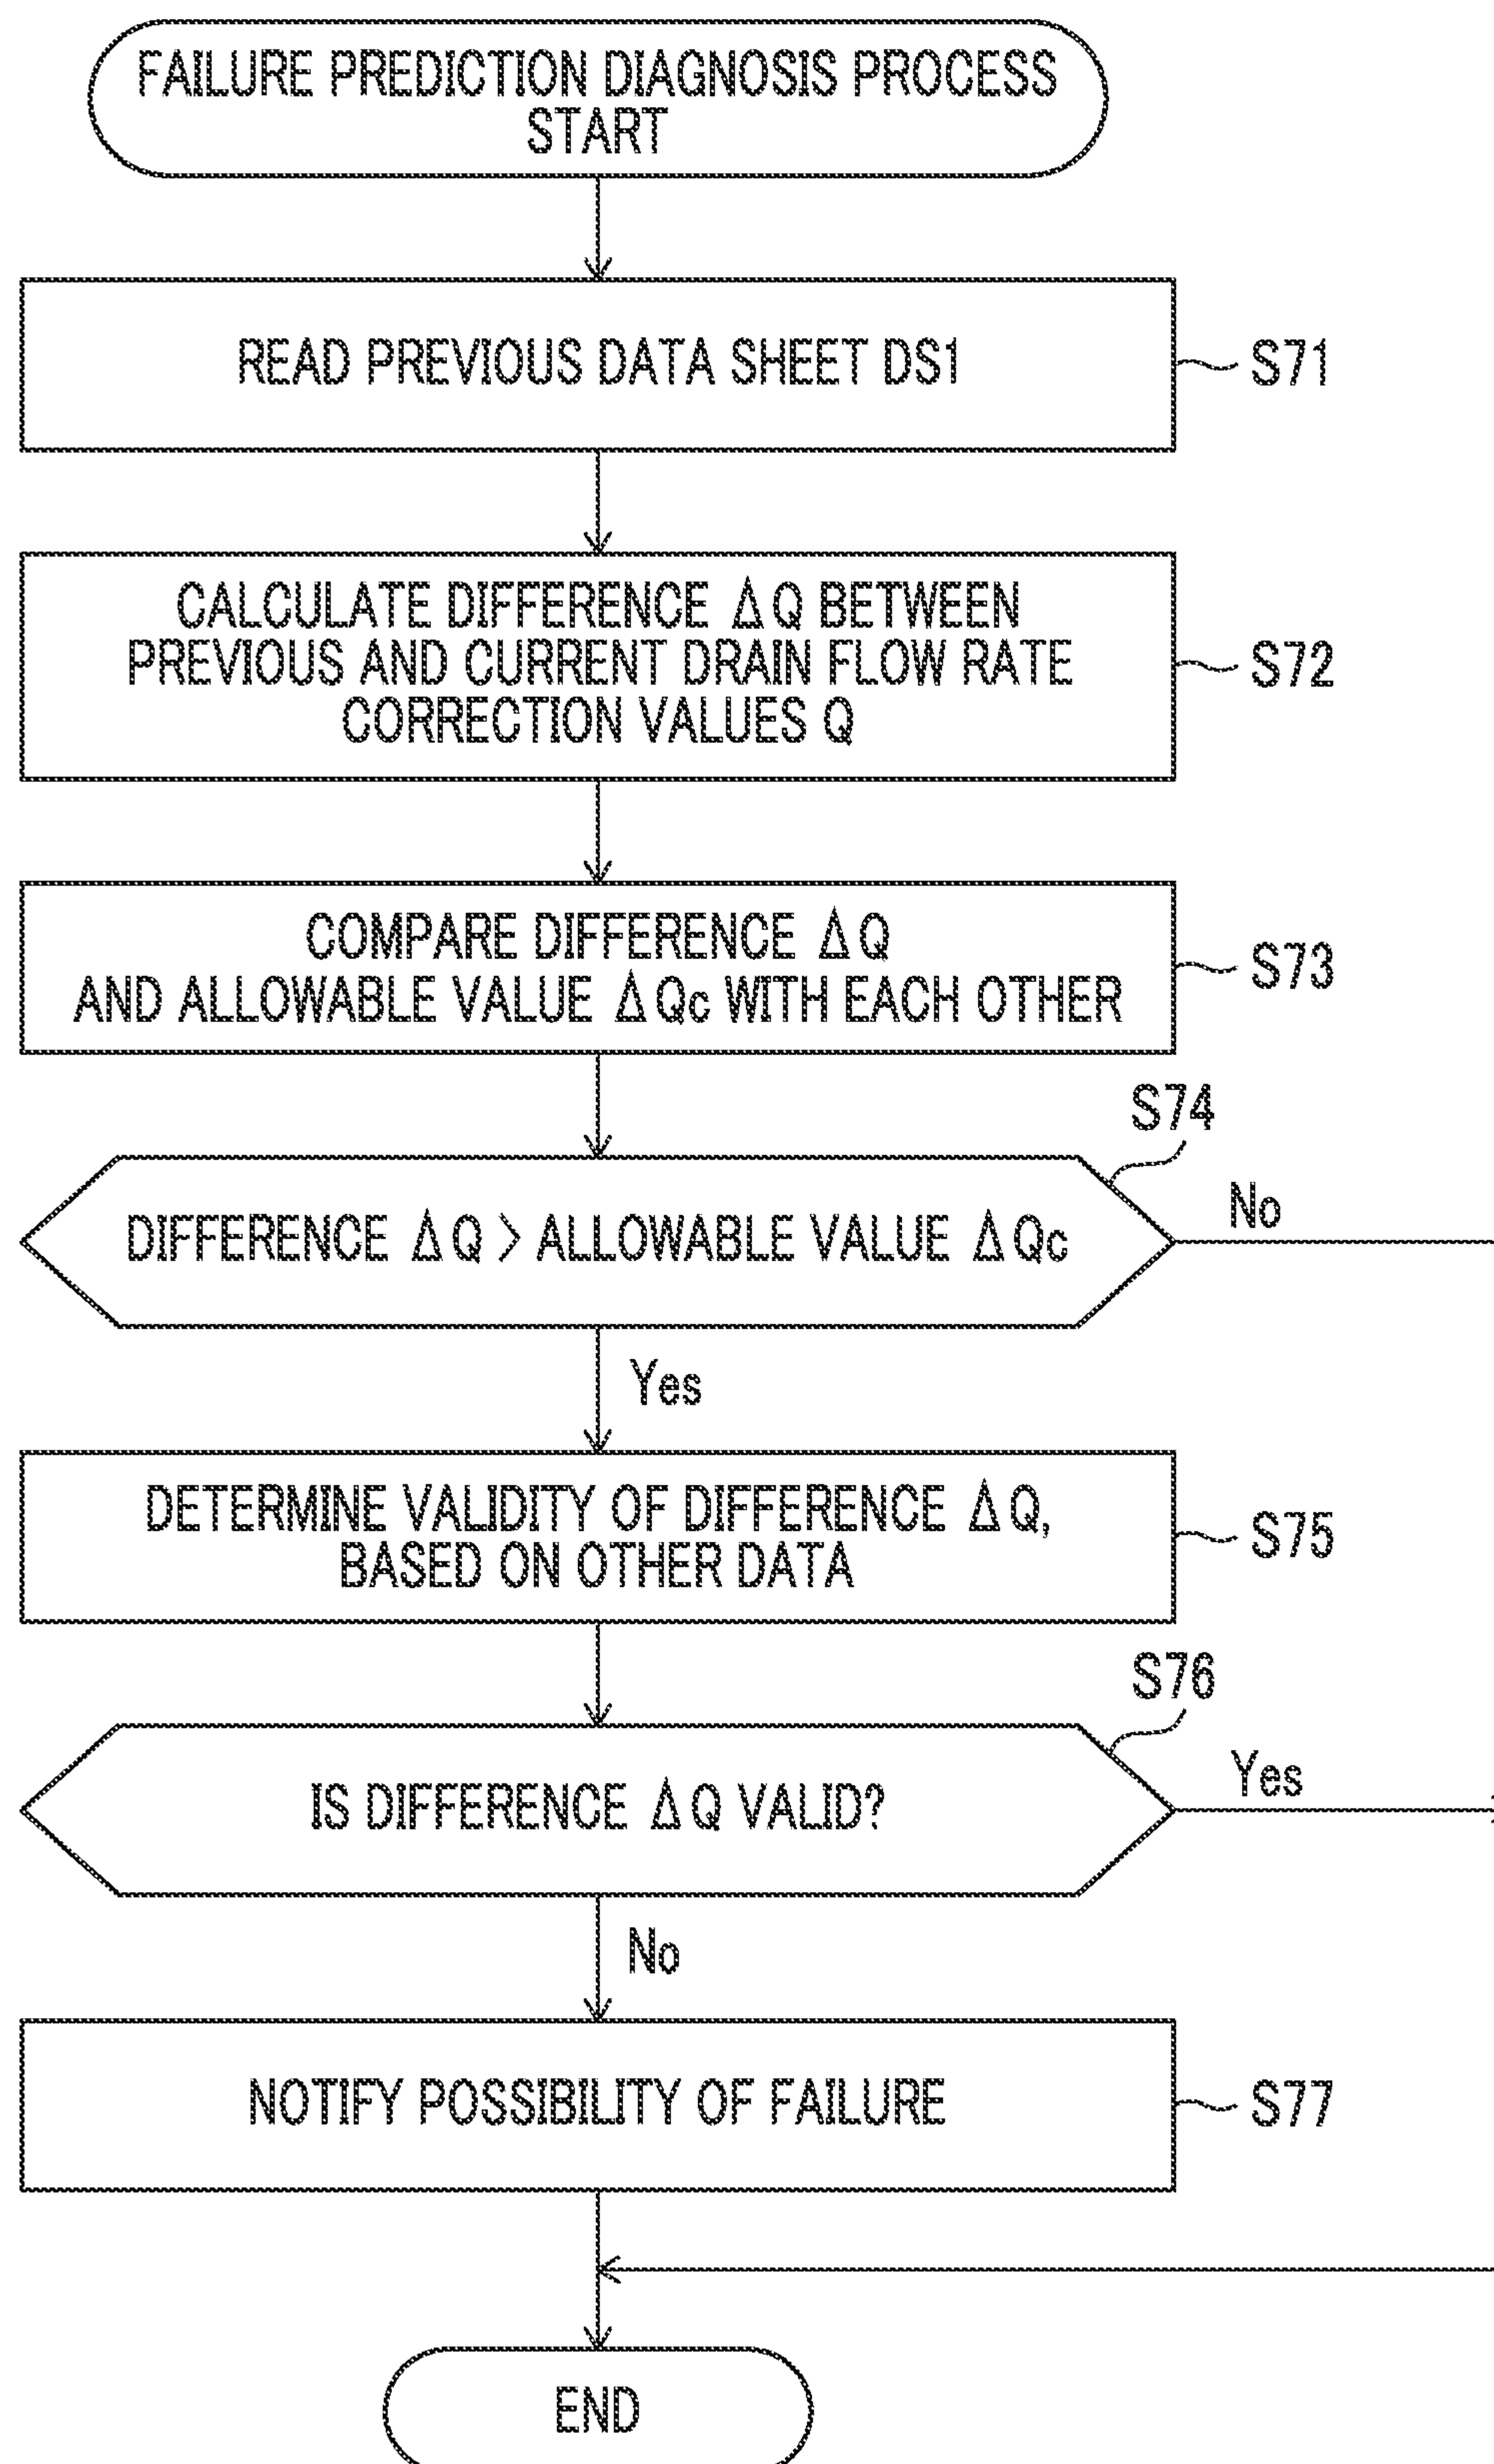 FAILURE PREDICTION DIAGNOSIS PROCESS
START
READ PREVIOUS DATA SHEET DS1
S71
CALCULATE DIFFERENCE ΔQ BETWEEN
PREVIOUS AND CURRENT DRAIN FLOW RATE
CORRECTION VALUES Q
S72
COMPARE DIFFERENCE ΔQ
AND ALLOWABLE VALUE ΔQc WITH EACH OTHER
S73
S74
DIFFERENCE ΔQ > ALLOWABLE VALUE ΔQc
No
Yes
DETERMINE VALIDITY OF DIFFERENCE ΔQ,
BASED ON OTHER DATA
S75
S76
IS DIFFERENCE ΔQ VALID?
Yes
No
NOTIFY POSSIBILITY OF FAILURE
S77
END